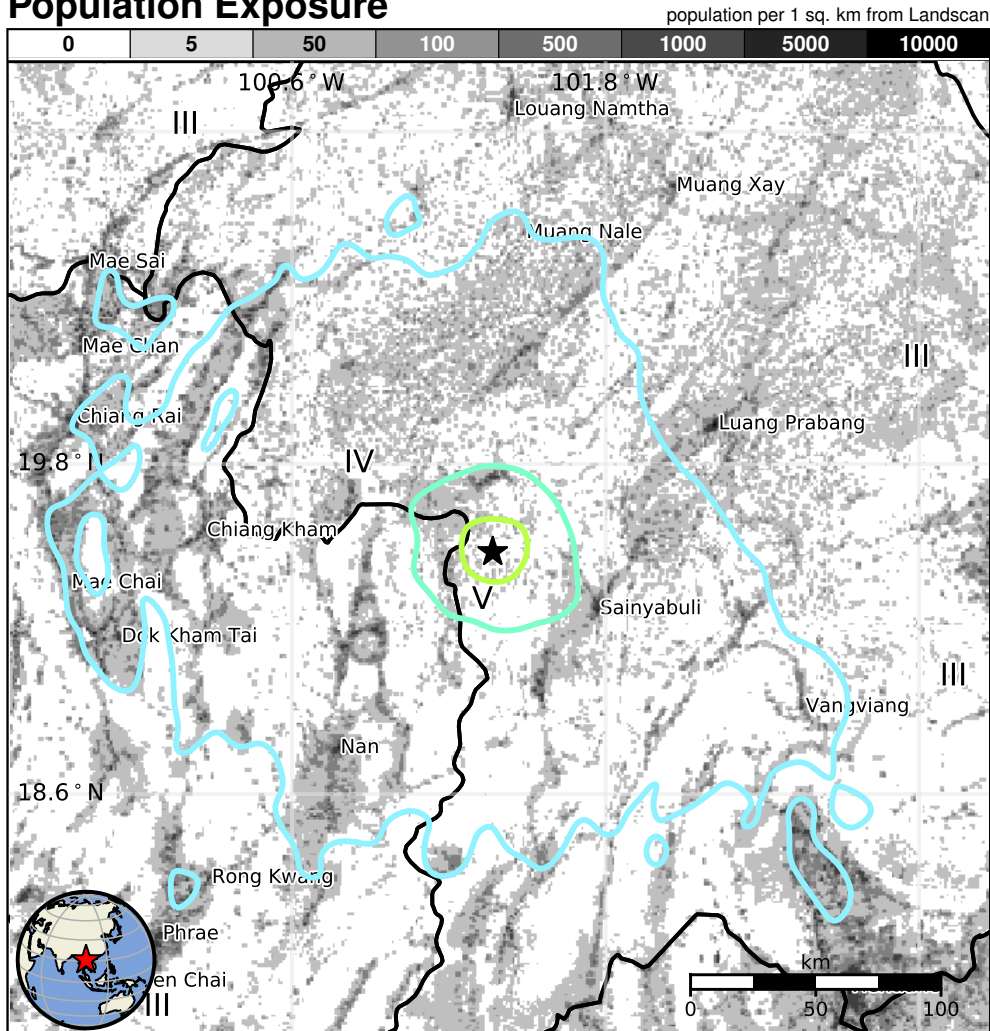 Population Exposure
population per 1 sq. km from Landscan
0 5 50 100 500 1000 5000 10000
100.6°W 101.8°W
Louang Namtha
III
Muang Xay
Muang Nale
Mae Sai
Mae Chan
III
Chiang Rai
Luang Prabang
19.8°N
IV
Chiang Kham
Mae Chai
V
Sainyabuli
Dok Kham Tai
III
Vangviang
Nan
18.6°N
Rong Kwang
Phrae
km
en Chai
III
0 50 100